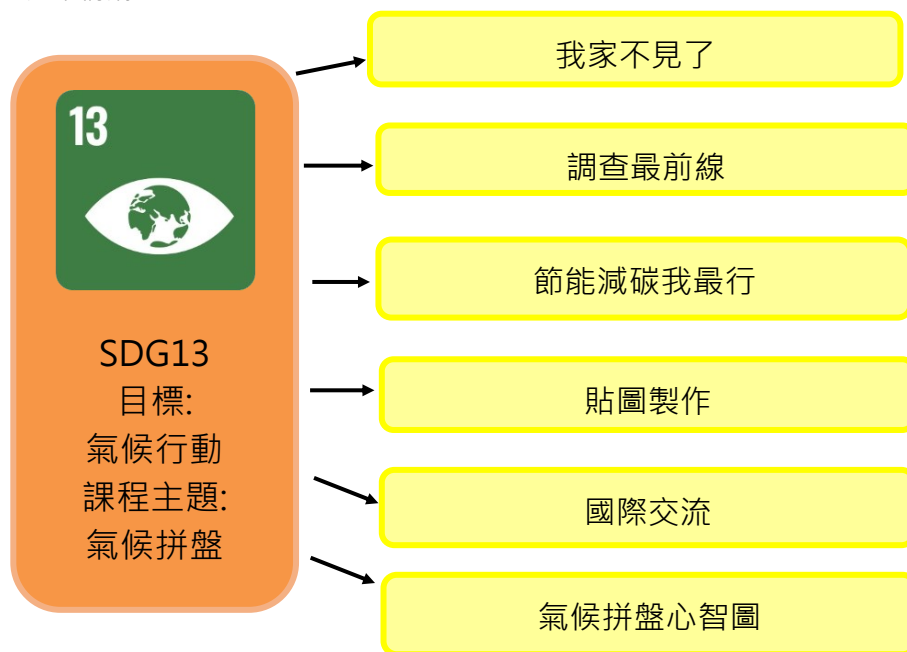 13
SDG13
目標:
氣候行動
課程主題:
氣候拼盤
我家不見了
調查最前線
節能減碳我最行
貼圖製作
國際交流
氣候拼盤心智圖